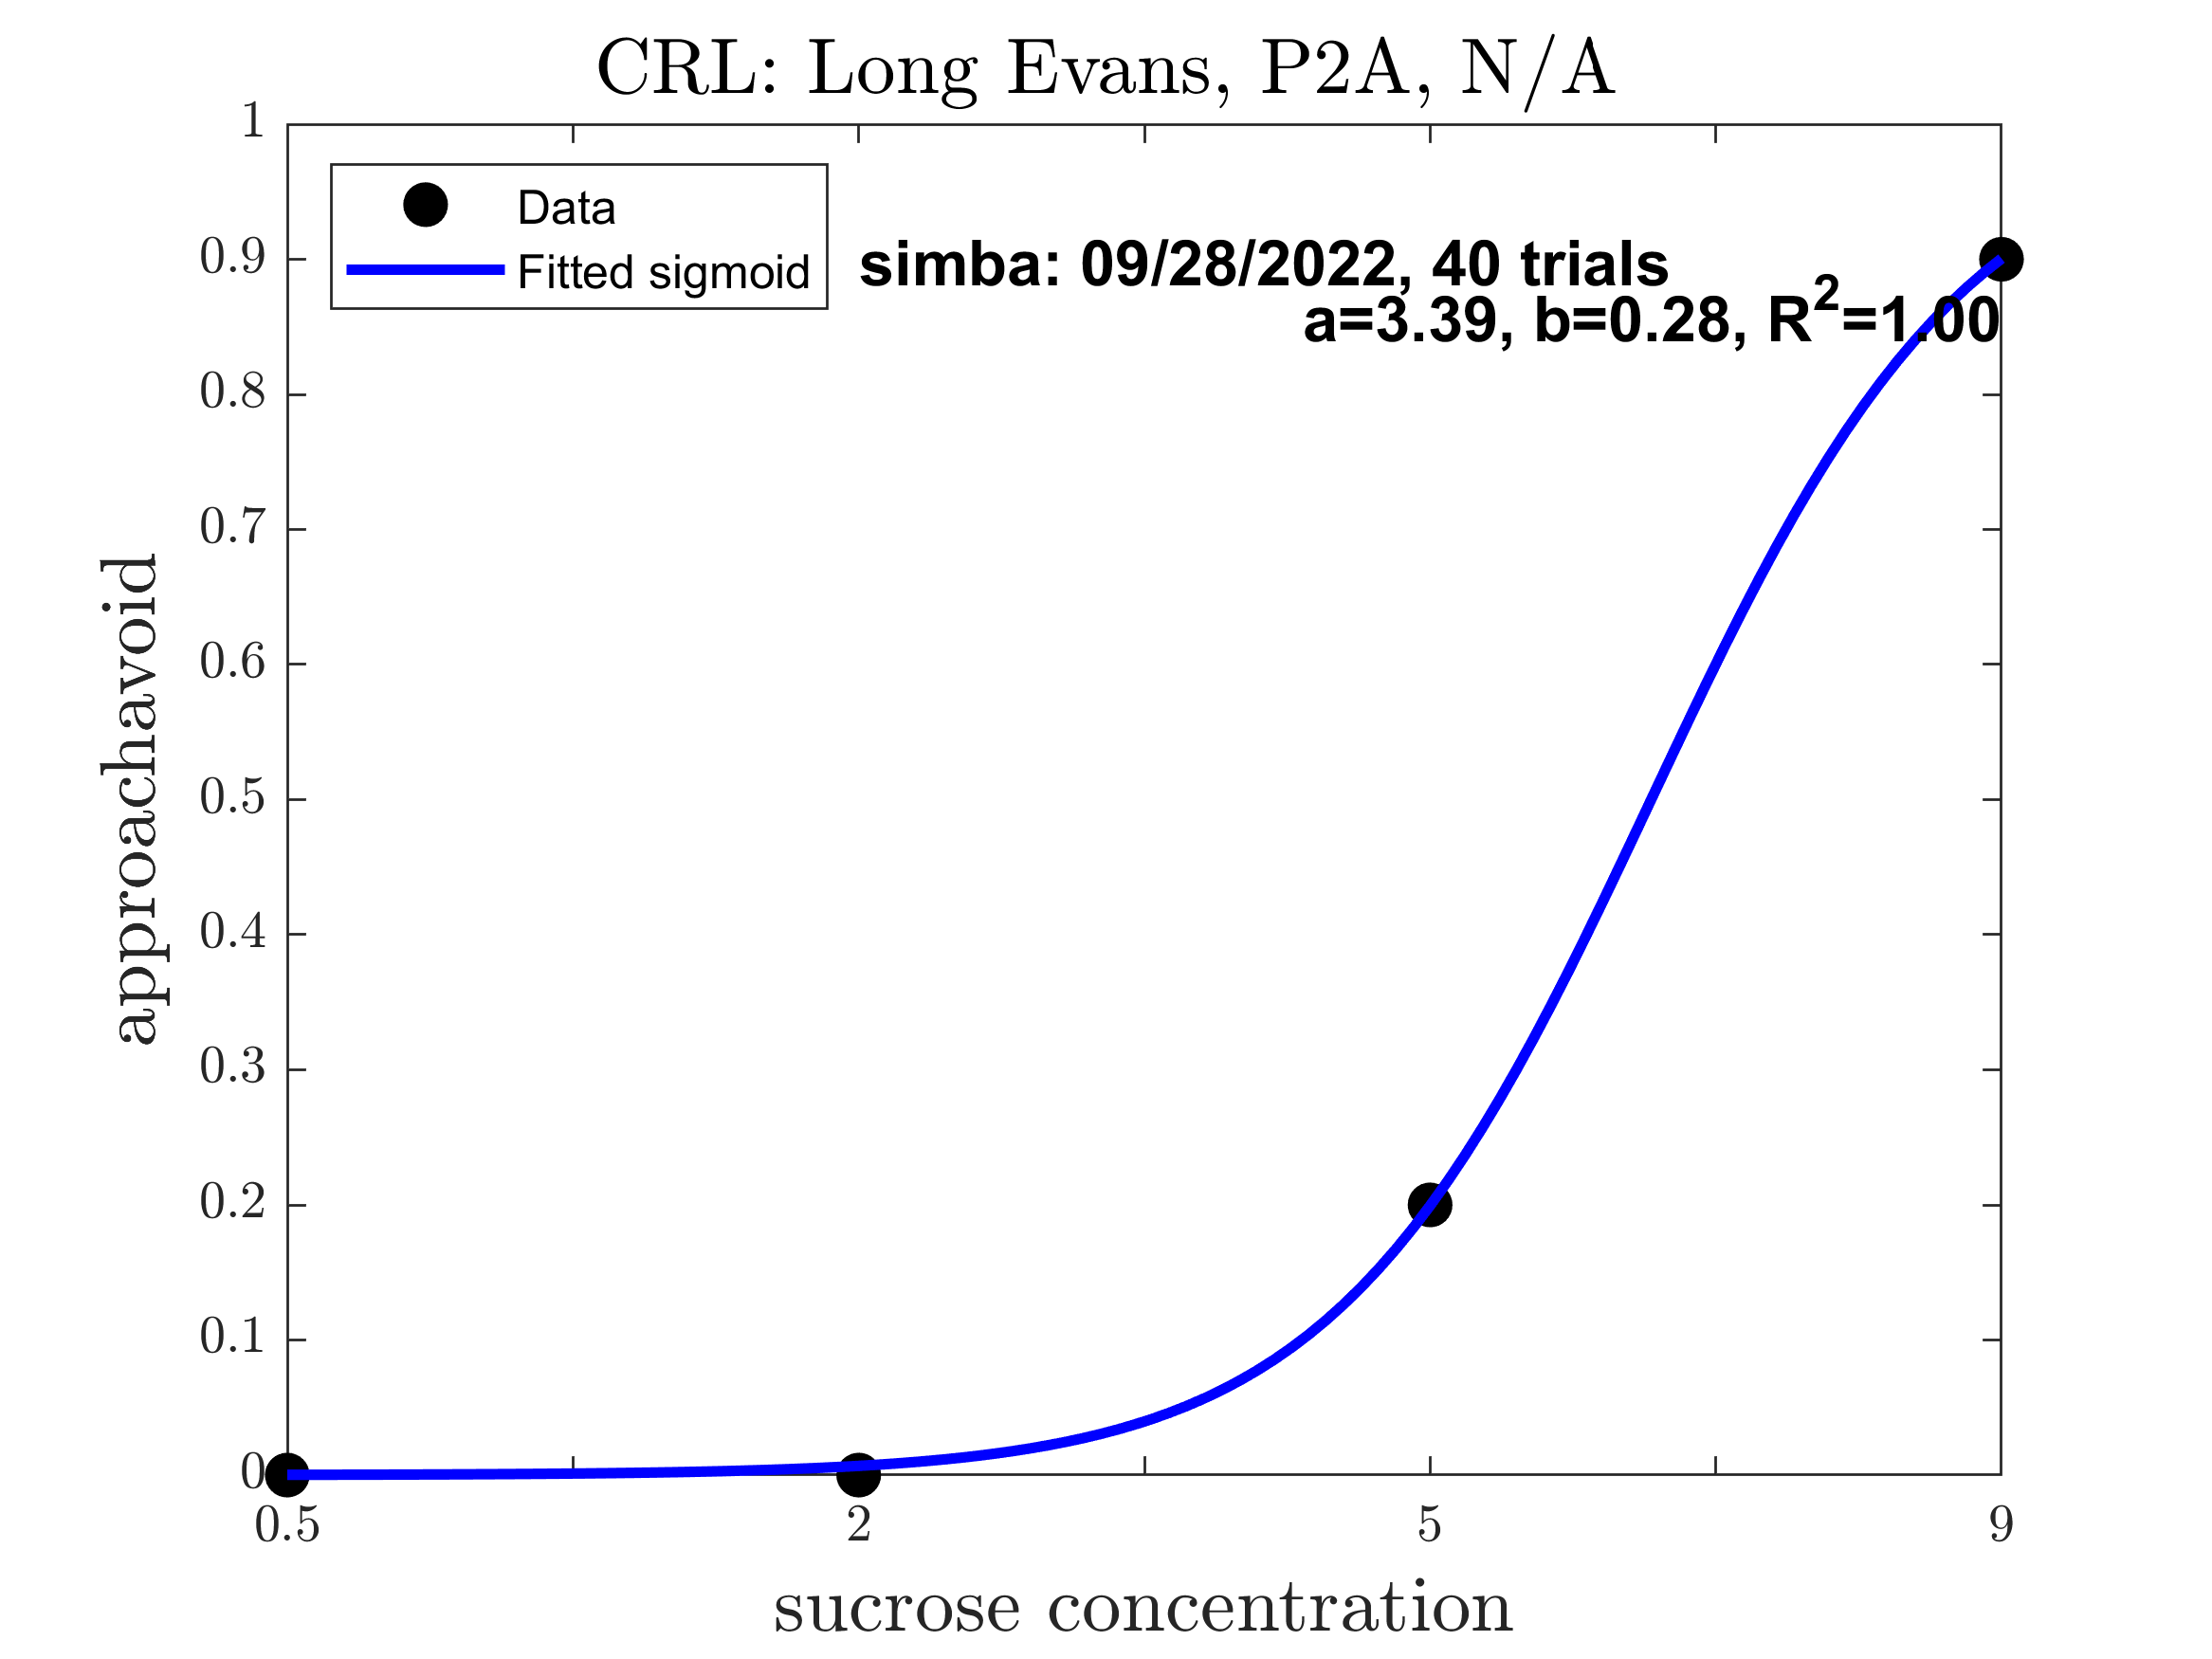 CRL: Long Evans, P2A, N/A
1
0.9
0.8
0.7
0.6
0.5
0.4
0.3
0.2
0.1
0
approachavoid
Data
Fitted sigmoid
simba: 09/28/2022, 40 trials
a=3.39, b=0.28, R²=1.00
0.5 2 5 9
sucrose concentration